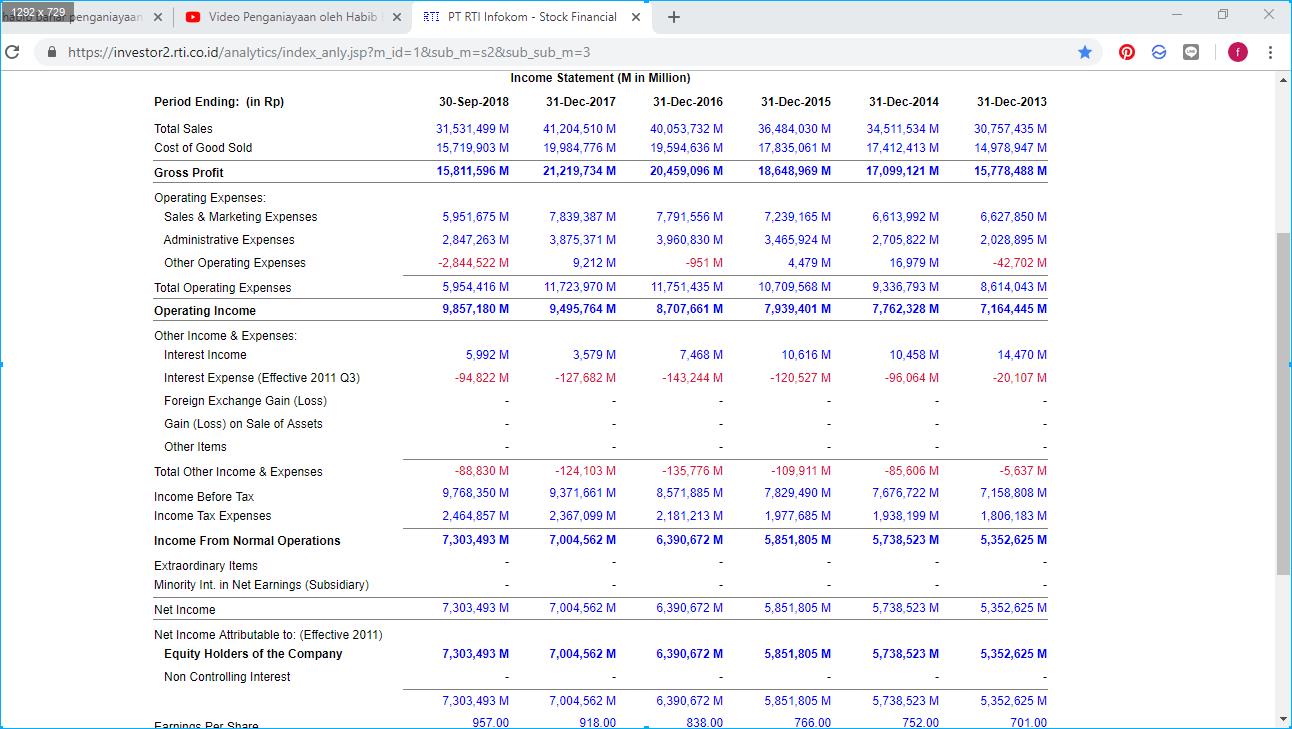 1292 x 729
habib bahar penganiayaan
Video Penganiayaan oleh Habib
RTI PT RTI Infokom - Stock Financial
https://investor2.rti.co.id/analytics/index_anly.jsp?m_id=1&sub_m=s2&sub_sub_m=3
f
Income Statement (M in Million)
Period Ending: (in Rp) 30-Sep-2018 31-Dec-2017 31-Dec-2016 31-Dec-2015 31-Dec-2014 31-Dec-2013
Total Sales 31,531,499 M 41,204,510 M 40,053,732 M 36,484,030 M 34,511,534 M 30,757,435 M
Cost of Good Sold 15,719,903 M 19,984,776 M 19,594,636 M 17,835,061 M 17,412,413 M 14,978,947 M
Gross Profit 15,811,596 M 21,219,734 M 20,459,096 M 18,648,969 M 17,099,121 M 15,778,488 M
Operating Expenses:
Sales & Marketing Expenses 5,951,675 M 7,839,387 M 7,791,556 M 7,239,165 M 6,613,992 M 6,627,850 M
Administrative Expenses 2,847,263 M 3,875,371 M 3,960,830 M 3,465,924 M 2,705,822 M 2,028,895 M
Other Operating Expenses -2,844,522 M 9,212 M -951 M 4,479 M 16,979 M -42,702 M
Total Operating Expenses 5,954,416 M 11,723,970 M 11,751,435 M 10,709,568 M 9,336,793 M 8,614,043 M
Operating Income 9,857,180 M 9,495,764 M 8,707,661 M 7,939,401 M 7,762,328 M 7,164,445 M
Other Income & Expenses:
Interest Income 5,992 M 3,579 M 7,468 M 10,616 M 10,458 M 14,470 M
Interest Expense (Effective 2011 Q3) -94,822 M -127,682 M -143,244 M -120,527 M -96,064 M -20,107 M
Foreign Exchange Gain (Loss) - - - - - -
Gain (Loss) on Sale of Assets - - - - - -
Other Items - - - - - -
Total Other Income & Expenses -88,830 M -124,103 M -135,776 M -109,911 M -85,606 M -5,637 M
Income Before Tax 9,768,350 M 9,371,661 M 8,571,885 M 7,829,490 M 7,676,722 M 7,158,808 M
Income Tax Expenses 2,464,857 M 2,367,099 M 2,181,213 M 1,977,685 M 1,938,199 M 1,806,183 M
Income From Normal Operations 7,303,493 M 7,004,562 M 6,390,672 M 5,851,805 M 5,738,523 M 5,352,625 M
Extraordinary Items - - - - - -
Minority Int. in Net Earnings (Subsidiary) - - - - - -
Net Income 7,303,493 M 7,004,562 M 6,390,672 M 5,851,805 M 5,738,523 M 5,352,625 M
Net Income Attributable to: (Effective 2011)
Equity Holders of the Company 7,303,493 M 7,004,562 M 6,390,672 M 5,851,805 M 5,738,523 M 5,352,625 M
Non Controlling Interest - - - - - -
7,303,493 M 7,004,562 M 6,390,672 M 5,851,805 M 5,738,523 M 5,352,625 M
Earnings Per Share 957.00 918.00 838.00 766.00 752.00 701.00